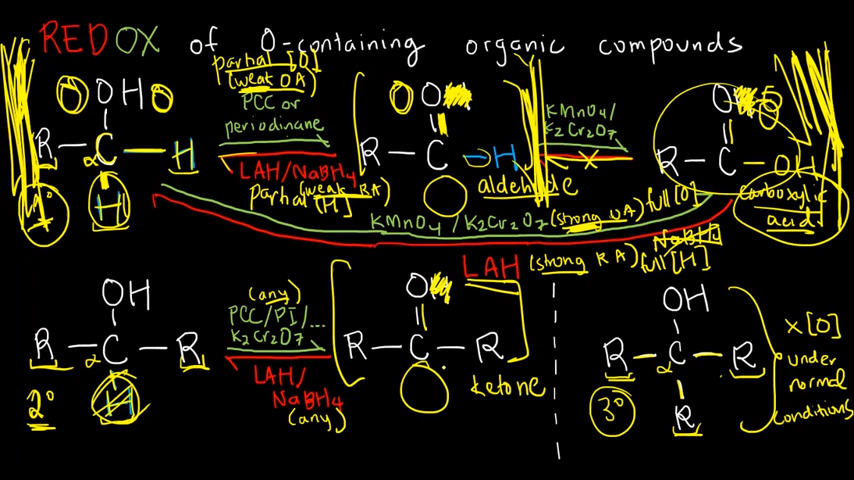 REDOX of O-containing organic compounds
partial [O]
(weak OA)
PCC or
periodinane
LAH/NaBH4
partial (weak RA)
[H]
OH
R - C - H
α
H
1°
O
R - C - H
aldehyde
KMnO4/
K2Cr2O7
x
O
R - C - OH
carboxylic
acid
KMnO4/K2Cr2O7 (strong OA) full [O]
NaBH4
LAH (strong RA) full [H]
OH
R - C - R
α
H
2°
(any)
PCC/PI/...
K2Cr2O7
LAH/
NaBH4
(any)
O
R - C - R
ketone
OH
R - C - R
α
R
3°
x [O]
under
normal
conditions